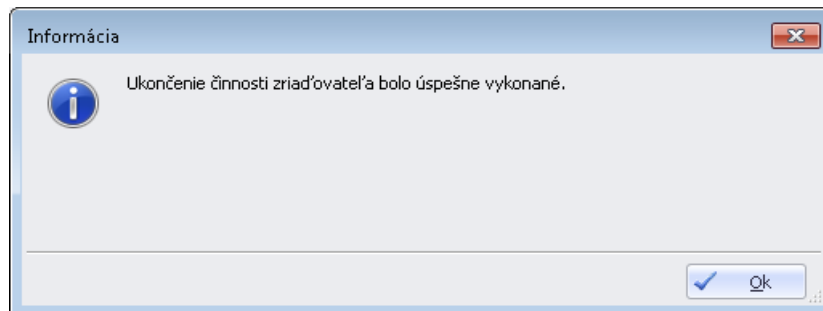 Informácia
Ukončenie činnosti zriaďovateľa bolo úspešne vykonané.
Ok